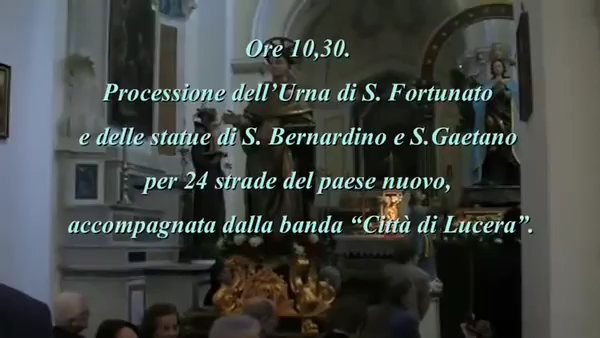 Ore 10,30.
Processione dell’Urna di S. Fortunato
e delle statue di S. Bernardino e S.Gaetano
per 24 strade del paese nuovo,
accompagnata dalla banda “Città di Lucera”.